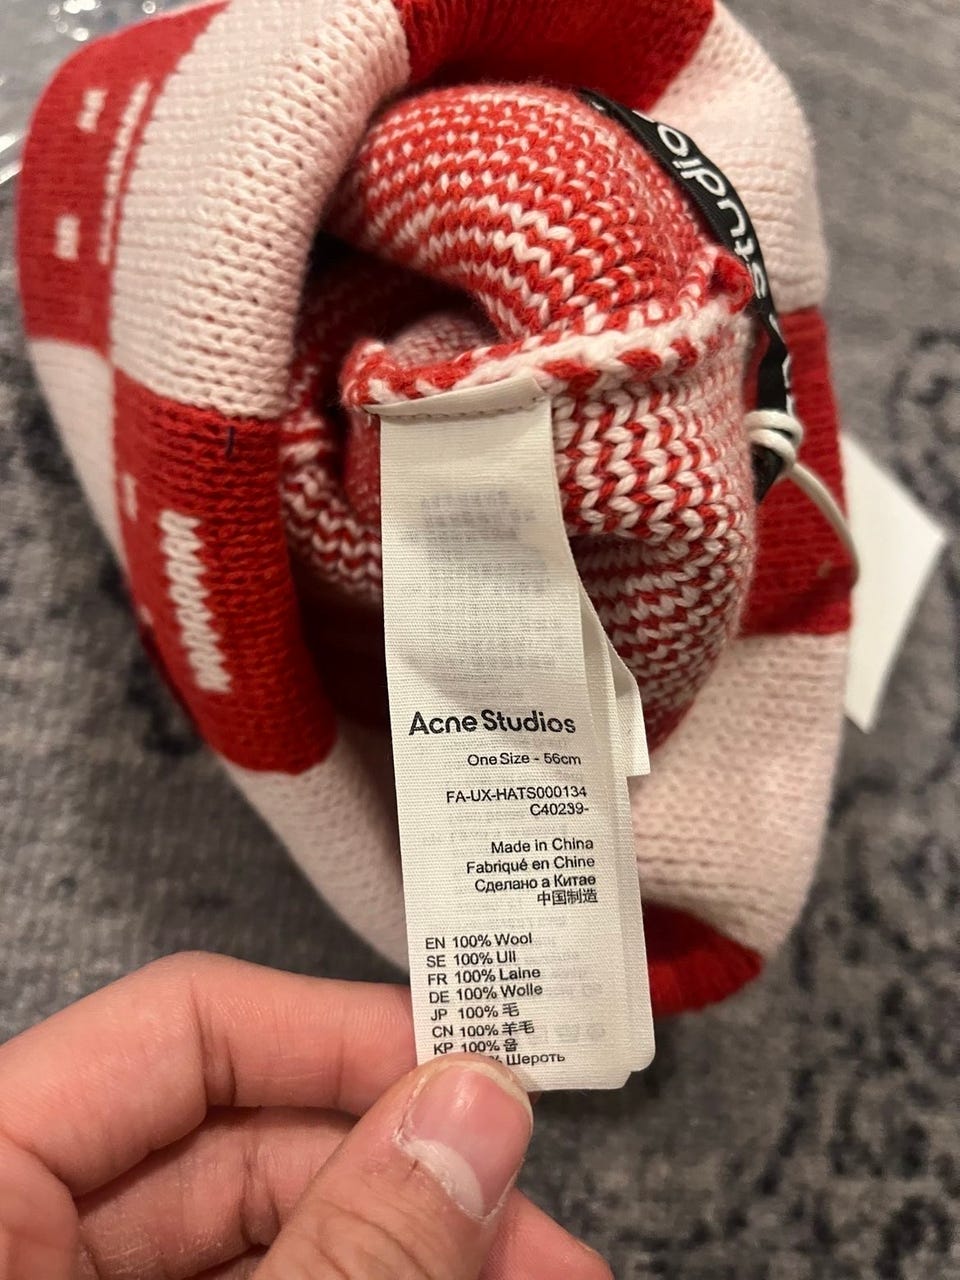 Studio
Acne Studios
One Size - 56cm
FA-UX-HATS000134
C40239-
Made in China
Fabriqué en Chine
Сделано а Китае
中国制造
EN 100% Wool
SE 100% Ull
FR 100% Laine
DE 100% Wolle
JP 100% 毛
CN 100% 羊毛
KP 100% 울
% Шероть